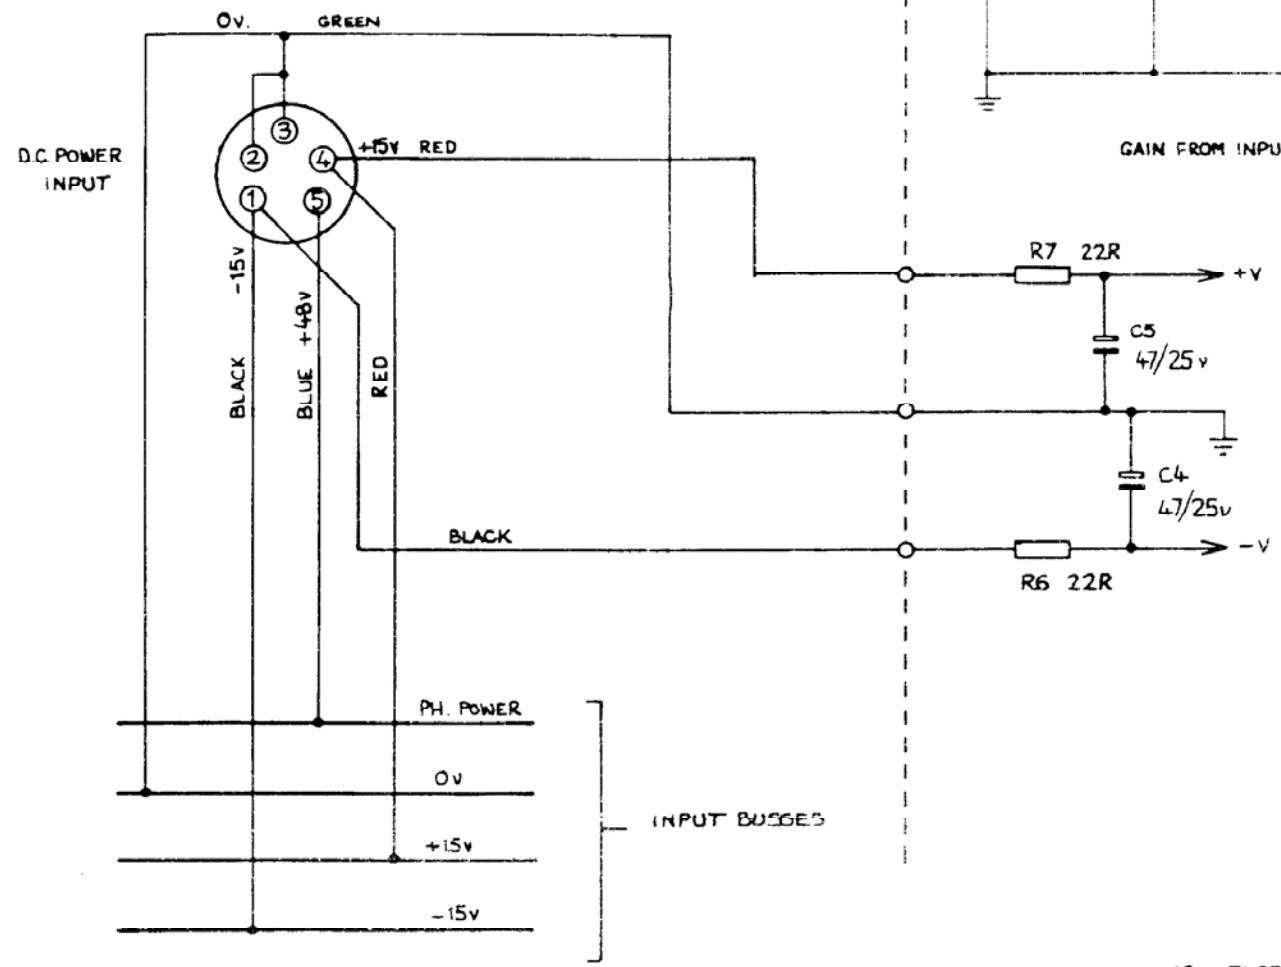 0v. GREEN
D.C. POWER
INPUT
3
2
4
1
5
+15v RED
GAIN FROM INPU
-15v
BLACK
+48v
BLUE
RED
R7 22R
+v
C5
47/25v
C4
47/25v
BLACK
-v
R6 22R
PH. POWER
0v
INPUT BUSSES
+15v
-15v